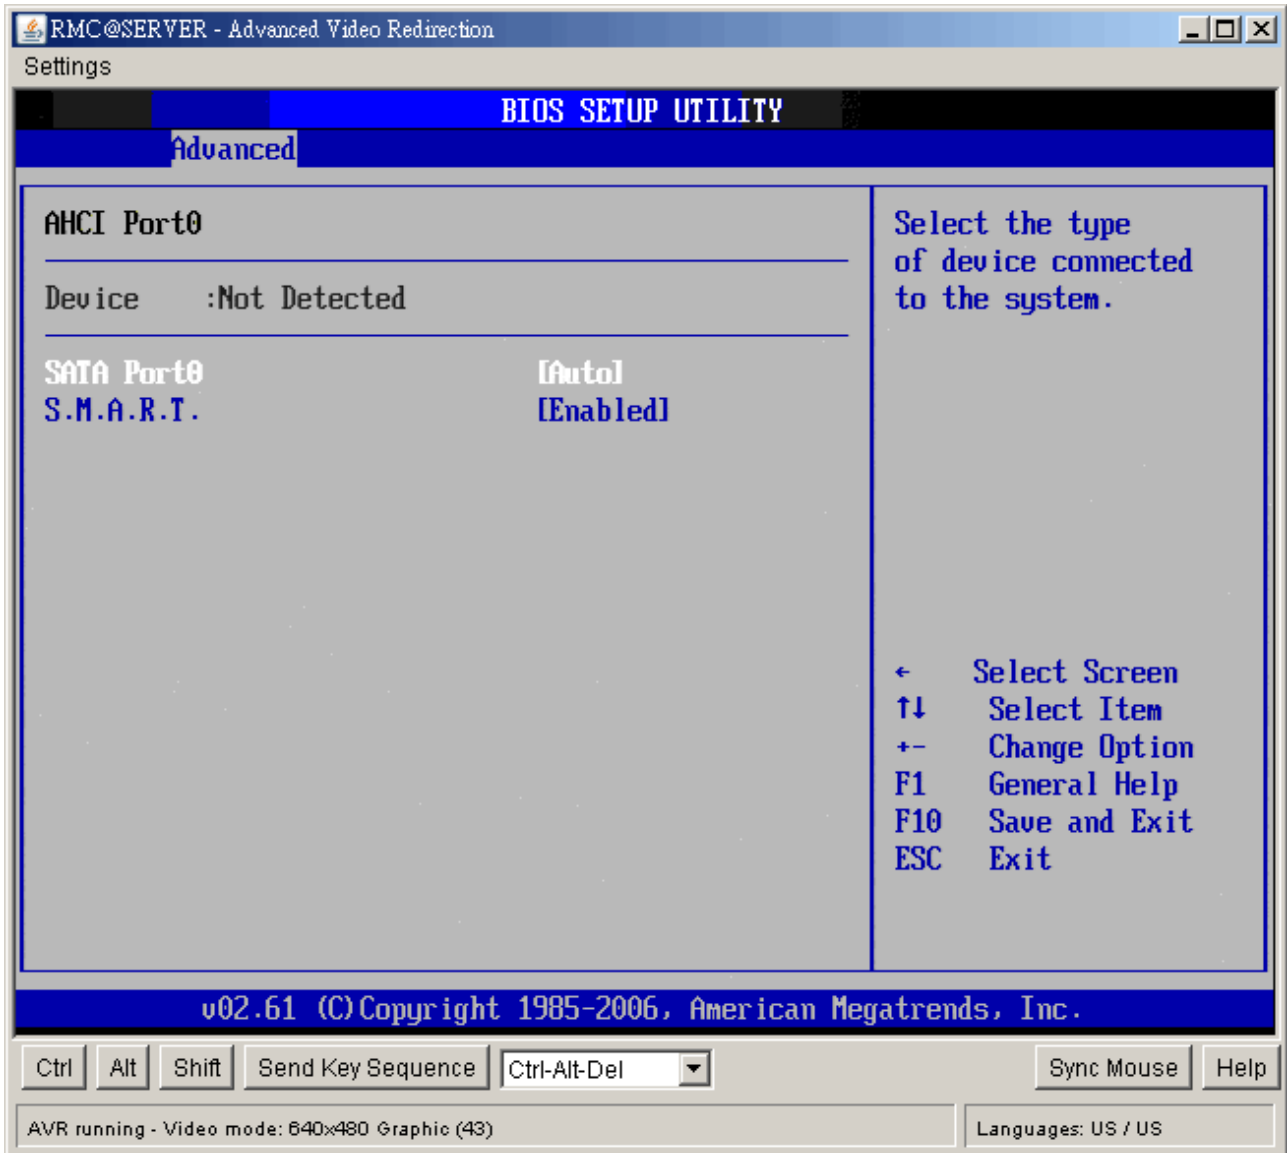 RMC@SERVER - Advanced Video Redirection
Settings
BIOS SETUP UTILITY
Advanced
AHCI Port0
Device :Not Detected
SATA Port0 [Auto]
S.M.A.R.T. [Enabled]
Select the type
of device connected
to the system.
← Select Screen
↑↓ Select Item
+- Change Option
F1 General Help
F10 Save and Exit
ESC Exit
v02.61 (C)Copyright 1985-2006, American Megatrends, Inc.
Ctrl Alt Shift Send Key Sequence Ctrl-Alt-Del Sync Mouse Help
AVR running - Video mode: 640x480 Graphic (43) Languages: US / US